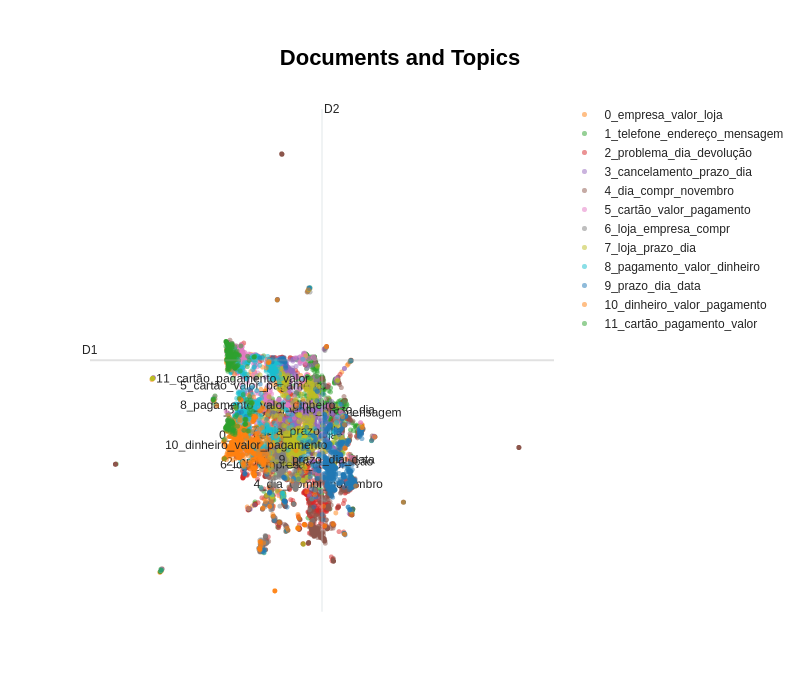 Documents and Topics
D2
D1
0_empresa_valor_loja
1_telefone_endereço_mensagem
2_problema_dia_devolução
3_cancelamento_prazo_dia
4_dia_compr_novembro
5_cartão_valor_pagamento
6_loja_empresa_compr
7_loja_prazo_dia
8_pagamento_valor_dinheiro
9_prazo_dia_data
10_dinheiro_valor_pagamento
11_cartão_pagamento_valor
11_cartão_pagamento_valor
8_pagamento_valor_dinheiro
10_dinheiro_valor_pagamento
9_prazo_dia_data
4_dia_compr_novembro